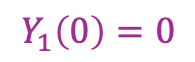 Y₁(0) = 0